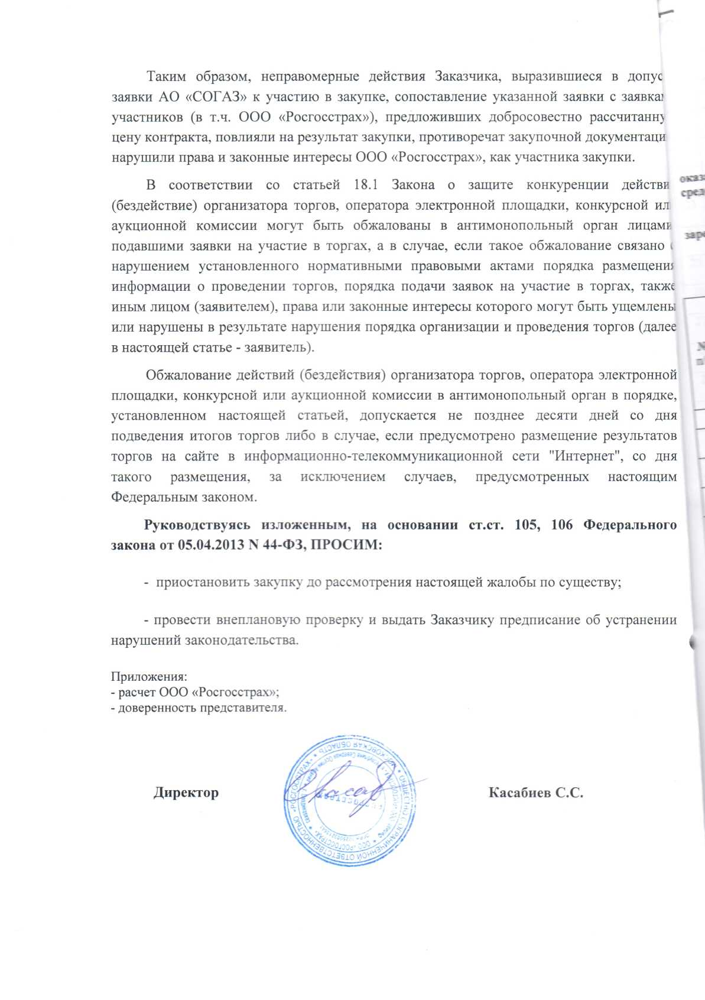 Таким образом, неправомерные действия Заказчика, выразившиеся в допус
заявки АО «СОГАЗ» к участию в закупке, сопоставление указанной заявки с заявка
участников (в т.ч. ООО «Росгосстрах»), предложивших добросовестно рассчитанну
цену контракта, повлияли на результат закупки, противоречат закупочной документаци
нарушили права и законные интересы ООО «Росгосстрах», как участника закупки.
В соответствии со статьей 18.1 Закона о защите конкуренции действи
(бездействие) организатора торгов, оператора электронной площадки, конкурсной ил
аукционной комиссии могут быть обжалованы в антимонопольный орган лицами
подавшими заявки на участие в торгах, а в случае, если такое обжалование связано с
нарушением установленного нормативными правовыми актами порядка размещения
информации о проведении торгов, порядка подачи заявок на участие в торгах, также
иным лицом (заявителем), права или законные интересы которого могут быть ущемлены
или нарушены в результате нарушения порядка организации и проведения торгов (далее
в настоящей статье - заявитель).
Обжалование действий (бездействия) организатора торгов, оператора электронной
площадки, конкурсной или аукционной комиссии в антимонопольный орган в порядке,
установленном настоящей статьей, допускается не позднее десяти дней со дня
подведения итогов торгов либо в случае, если предусмотрено размещение результатов
торгов на сайте в информационно-телекоммуникационной сети "Интернет", со дня
такого размещения, за исключением случаев, предусмотренных настоящим
Федеральным законом.
Руководствуясь изложенным, на основании ст.ст. 105, 106 Федерального
закона от 05.04.2013 N 44-ФЗ, ПРОСИМ:
- приостановить закупку до рассмотрения настоящей жалобы по существу;
- провести внеплановую проверку и выдать Заказчику предписание об устранении
нарушений законодательства.
Приложения:
- расчет ООО «Росгосстрах»;
- доверенность представителя.
Директор
Касабиев С.С.
ОБЩЕСТВО С ОГРАНИЧЕННОЙ ОТВЕТСТВЕННОСТЬЮ «РОСГОССТРАХ» • МОСКОВСКАЯ ОБЛАСТЬ
оказ
сред
заре
№
п